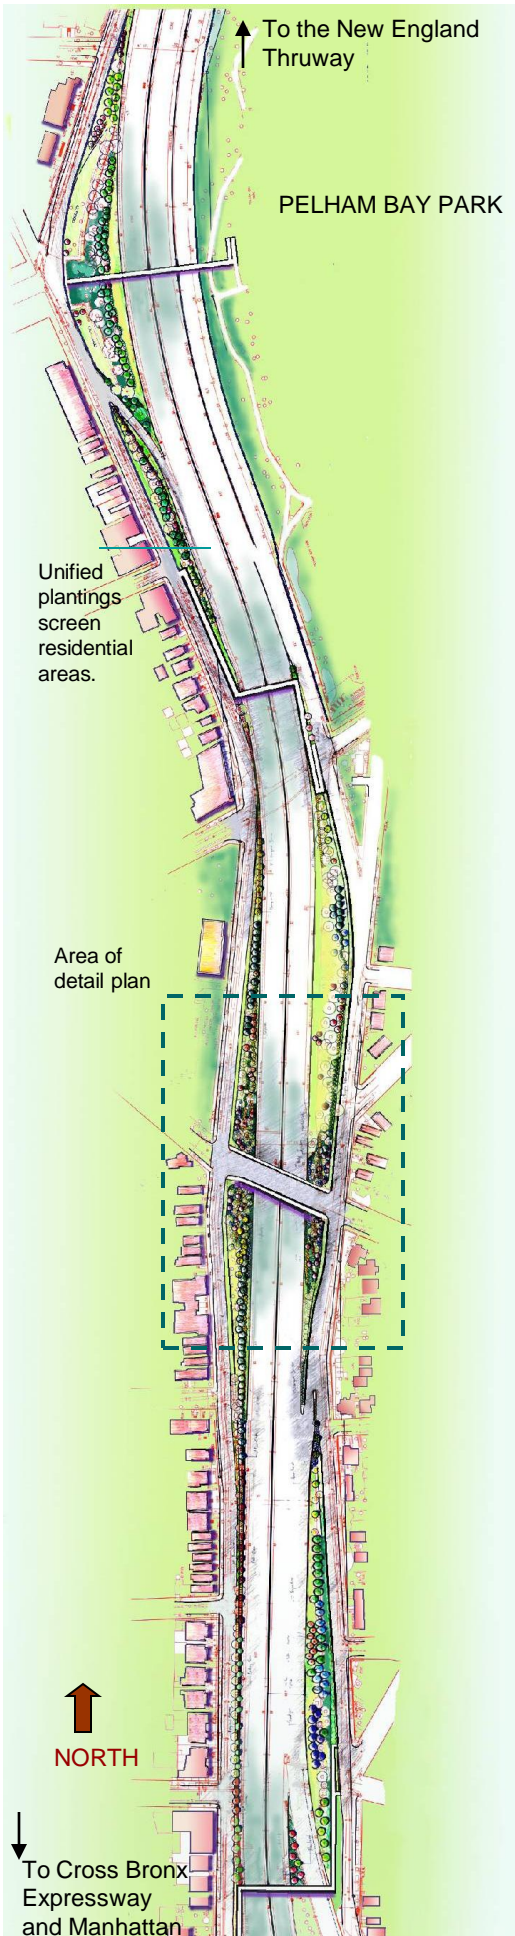 To the New England
Thruway
PELHAM BAY PARK
Unified
plantings
screen
residential
areas.
Area of
detail plan
NORTH
To Cross Bronx
Expressway
and Manhattan